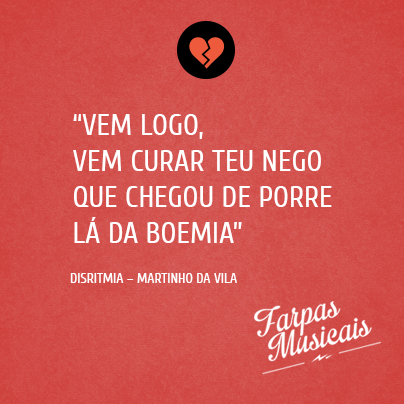 “VEM LOGO,
VEM CURAR TEU NEGO
QUE CHEGOU DE PORRE
LÁ DA BOEMIA”
DISRITMIA – MARTINHO DA VILA
Farpas
Musicais